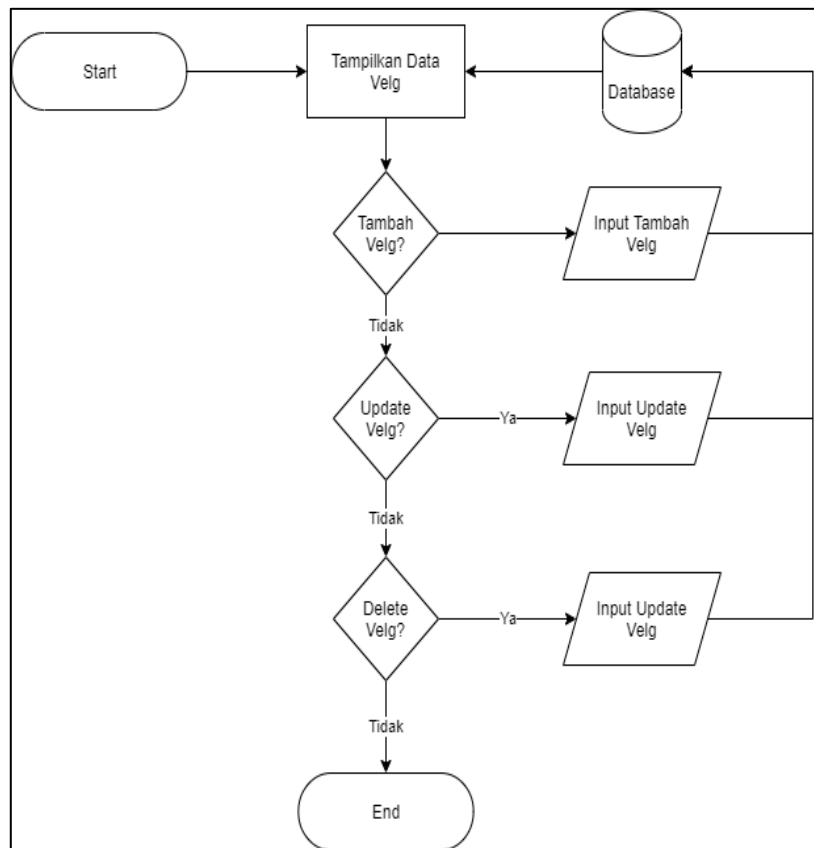 Start
Tampilkan Data
Velg
Database
Tambah
Velg?
Input Tambah
Velg
Tidak
Update
Velg?
Ya
Input Update
Velg
Tidak
Delete
Velg?
Ya
Input Update
Velg
Tidak
End